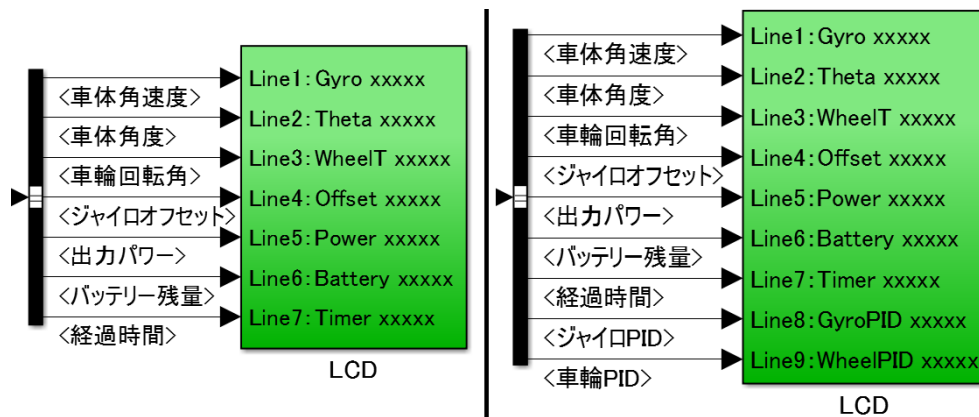 Line1:Gyro xxxxx
<車体角速度>
Line2:Theta xxxxx
<車体角度>
Line3:WheelT xxxxx
<車輪回転角>
Line4:Offset xxxxx
<ジャイロオフセット>
Line5:Power xxxxx
<出力パワー>
Line6:Battery xxxxx
<バッテリー残量>
Line7:Timer xxxxx
<経過時間>
LCD
Line1:Gyro xxxxx
<車体角速度>
Line2:Theta xxxxx
<車体角度>
Line3:WheelT xxxxx
<車輪回転角>
Line4:Offset xxxxx
<ジャイロオフセット>
Line5:Power xxxxx
<出力パワー>
Line6:Battery xxxxx
<バッテリー残量>
Line7:Timer xxxxx
<経過時間>
Line8:GyroPID xxxxx
<ジャイロPID>
Line9:WheelPID xxxxx
<車輪PID>
LCD